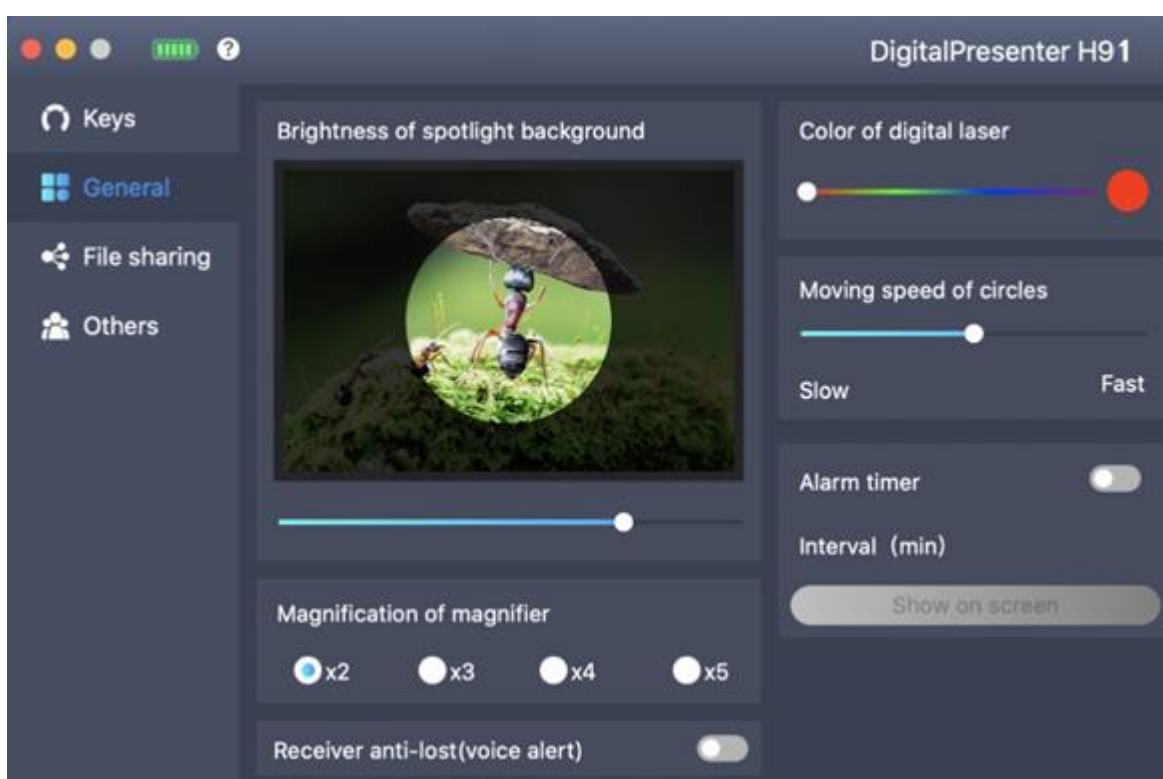 DigitalPresenter H91
Keys
General
File sharing
Others
Brightness of spotlight background
Magnification of magnifier
x2 x3 x4 x5
Receiver anti-lost(voice alert)
Color of digital laser
Moving speed of circles
Slow Fast
Alarm timer
Interval (min)
Show on screen